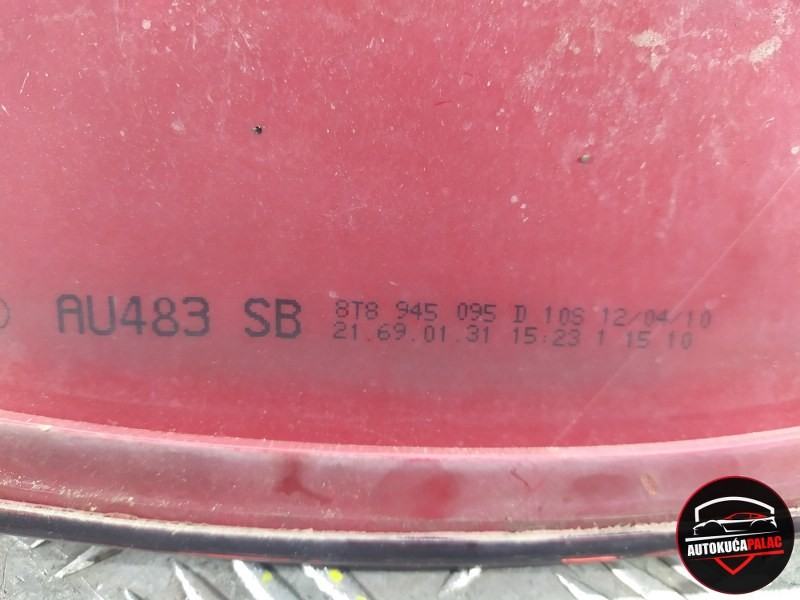 AU483 SB
8T8 945 095 D 10S 12/04/10
21.69.01.31 15:23 1 15 10
AUTOKUĆAPALAC